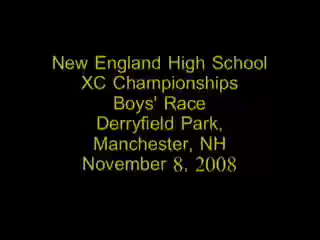 New England High School
XC Championships
Boys' Race
Derryfield Park,
Manchester, NH
November 8, 2008